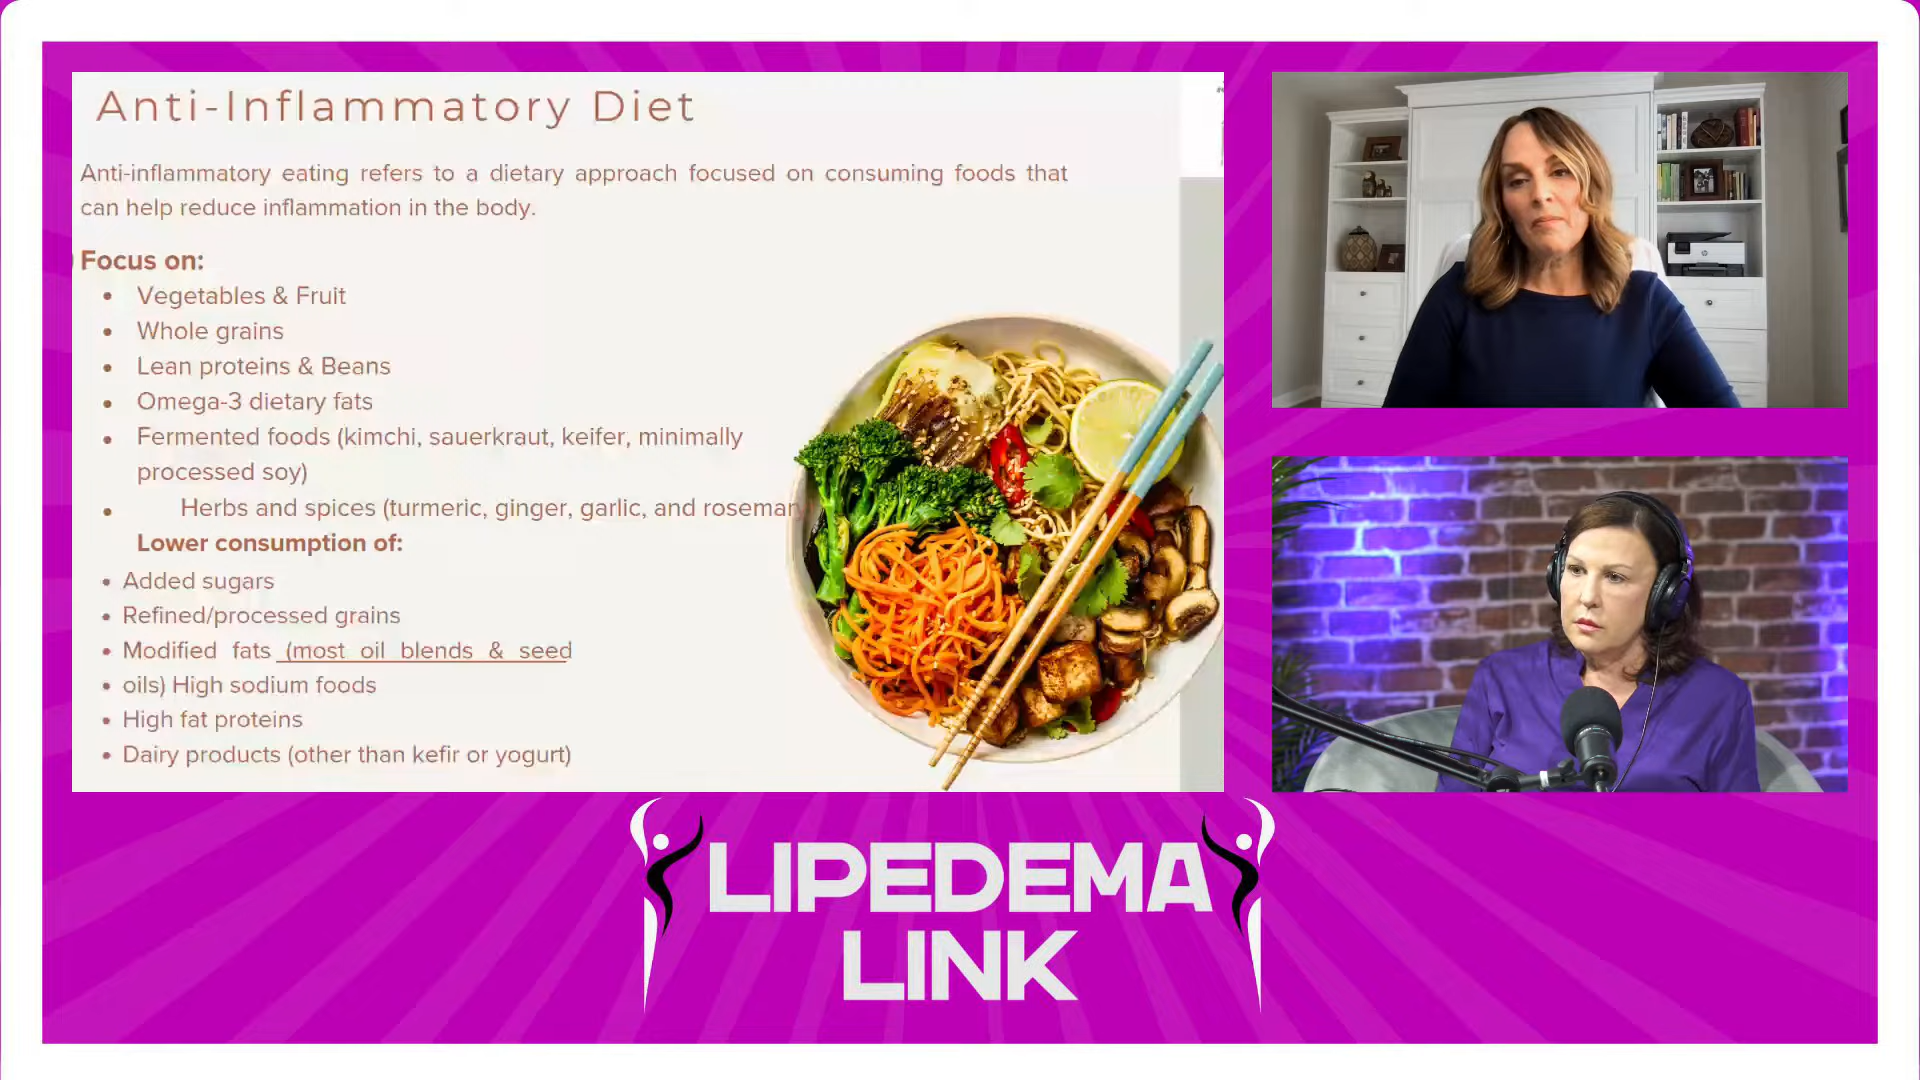 Anti-Inflammatory Diet
Anti-inflammatory eating refers to a dietary approach focused on consuming foods that
can help reduce inflammation in the body.
Focus on:
• Vegetables & Fruit
• Whole grains
• Lean proteins & Beans
• Omega-3 dietary fats
• Fermented foods (kimchi, sauerkraut, keifer, minimally
processed soy)
• Herbs and spices (turmeric, ginger, garlic, and rosemary
Lower consumption of:
• Added sugars
• Refined/processed grains
• Modified fats (most oil blends & seed
• oils) High sodium foods
• High fat proteins
• Dairy products (other than kefir or yogurt)
LIPEDEMA
LINK